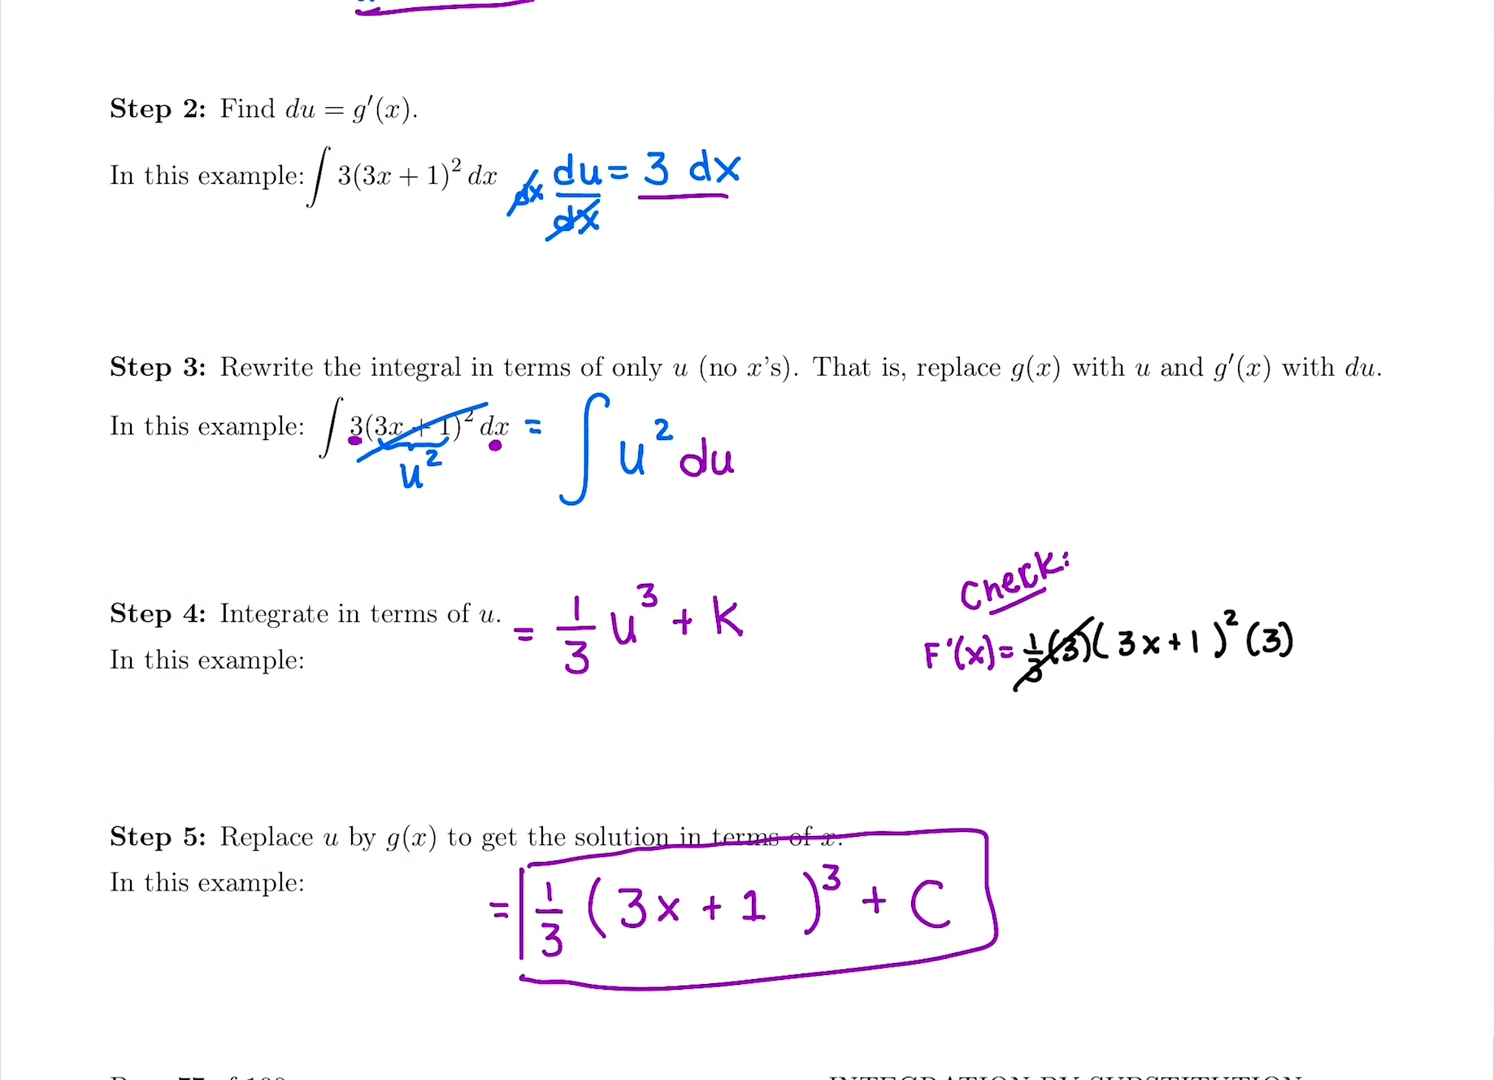 Step 2: Find du = g′(x).
In this example: ∫ 3(3x + 1)² dx dx du/dx = 3 dx
Step 3: Rewrite the integral in terms of only u (no x's). That is, replace g(x) with u and g′(x) with du.
In this example: ∫ 3(3x + 1)² dx = ∫ u² du
u²
Check:
Step 4: Integrate in terms of u. = 1/3 u³ + K
F'(x) = 1/3 (3)(3x+1)² (3)
In this example:
Step 5: Replace u by g(x) to get the solution in terms of x.
In this example: = 1/3 (3x + 1)³ + C
INTEGRATION BY SUBSTITUTION